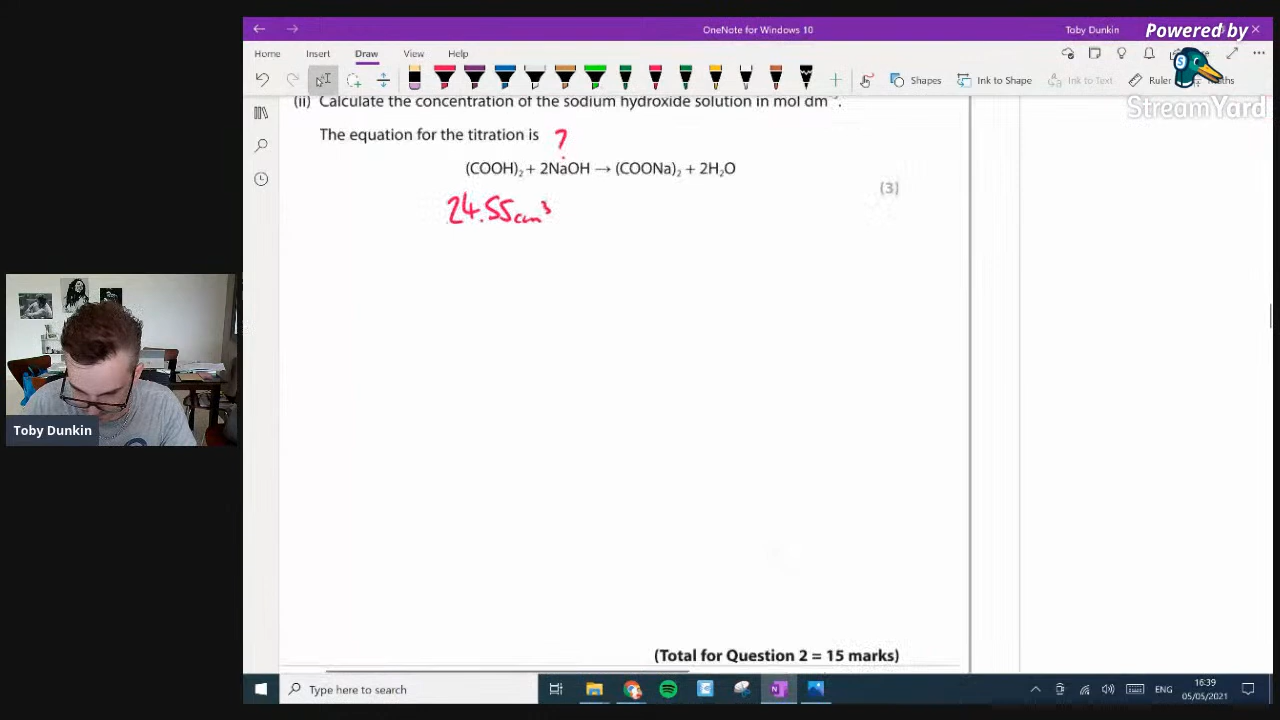 OneNote for Windows 10
Toby Dunkin
Powered by
StreamYard
Home Insert Draw View Help
Shapes Ink to Shape Ink to Text Ruler
(ii) Calculate the concentration of the sodium hydroxide solution in mol dm⁻³.
The equation for the titration is ?
(COOH)₂ + 2NaOH → (COONa)₂ + 2H₂O
(3)
24.55cm³
Toby Dunkin
(Total for Question 2 = 15 marks)
Type here to search
ENG
16:39
05/05/2021